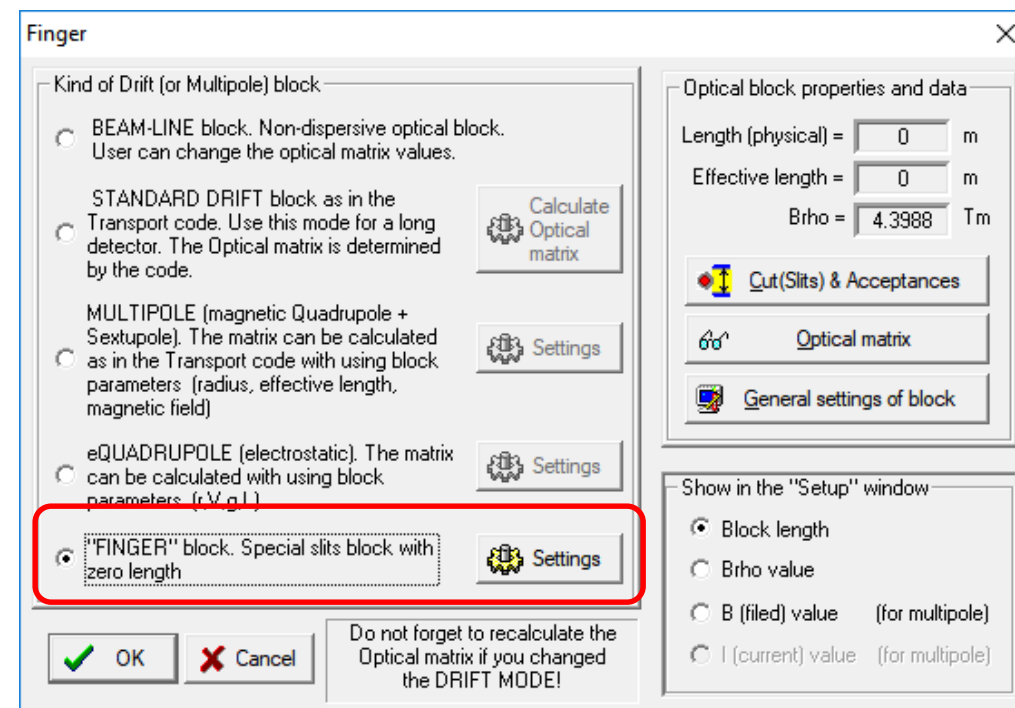 Finger
Kind of Drift (or Multipole) block
BEAM-LINE block. Non-dispersive optical block.
User can change the optical matrix values.
STANDARD DRIFT block as in the
Transport code. Use this mode for a long
detector. The Optical matrix is determined
by the code.
Calculate
Optical
matrix
MULTIPOLE (magnetic Quadrupole +
Sextupole). The matrix can be calculated
as in the Transport code with using block
parameters (radius, effective length,
magnetic field)
Settings
eQUADRUPOLE (electrostatic). The matrix
can be calculated with using block
parameters (r,V,g,L)
Settings
"FINGER" block. Special slits block with
zero length
Settings
OK
Cancel
Do not forget to recalculate the
Optical matrix if you changed
the DRIFT MODE!
Optical block properties and data
Length (physical) = 0 m
Effective length = 0 m
Brho = 4.3988 Tm
Cut(Slits) & Acceptances
Optical matrix
General settings of block
Show in the "Setup" window
Block length
Brho value
B (filed) value (for multipole)
I (current) value (for multipole)